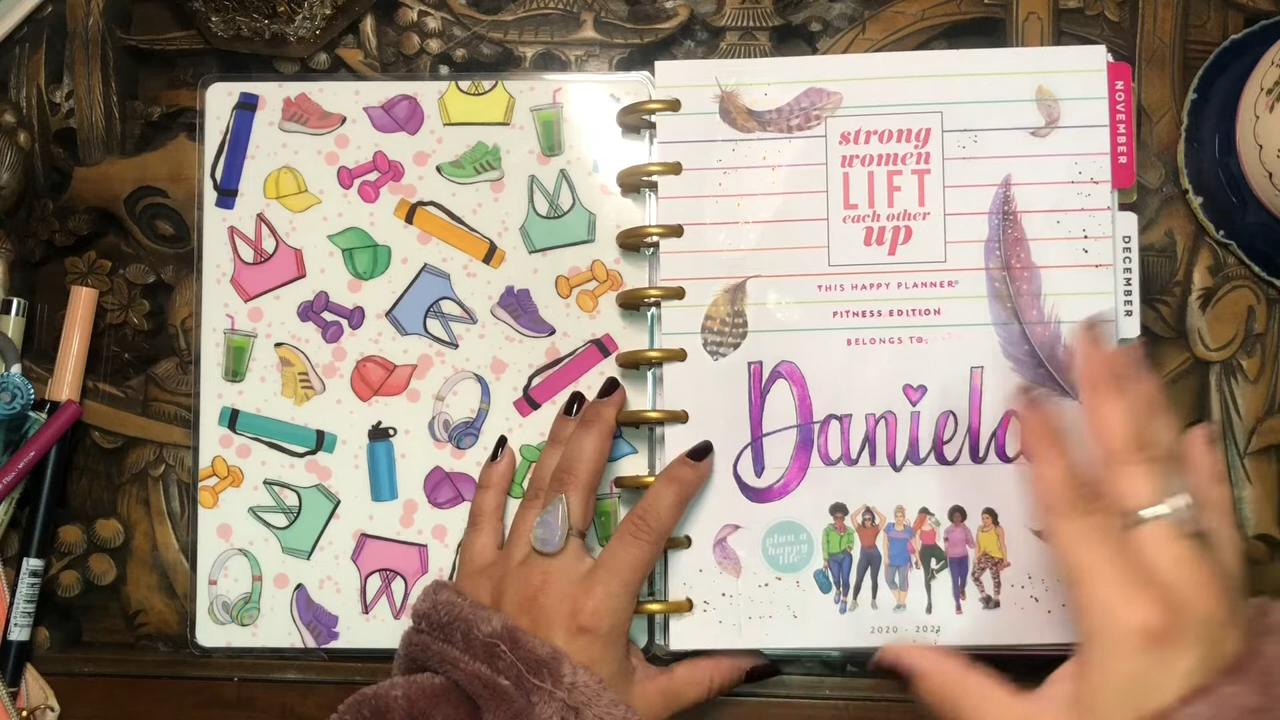 strong
women
LIFT
each other
up
THIS HAPPY PLANNER®
FITNESS EDITION
BELONGS TO:
Daniela
plan a
happy
life™
2020 - 2021
NOVEMBER
DECEMBER